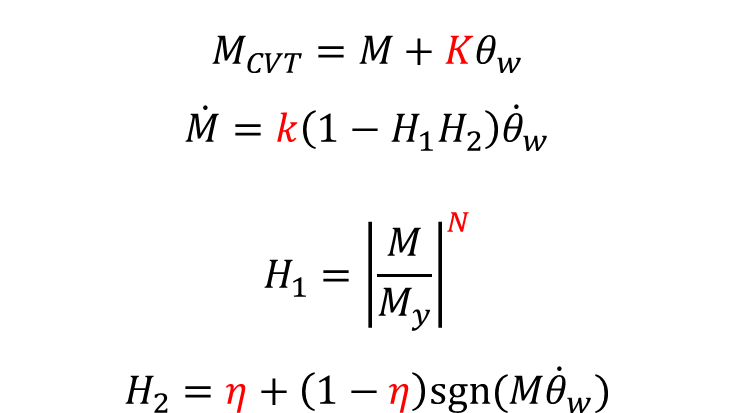 M_{CVT} = M + Kθ_w
Ṁ = k(1 − H_1H_2)θ̇_w
H_1 = |M/M_y|^N
H_2 = η + (1 − η)sgn(Mθ̇_w)